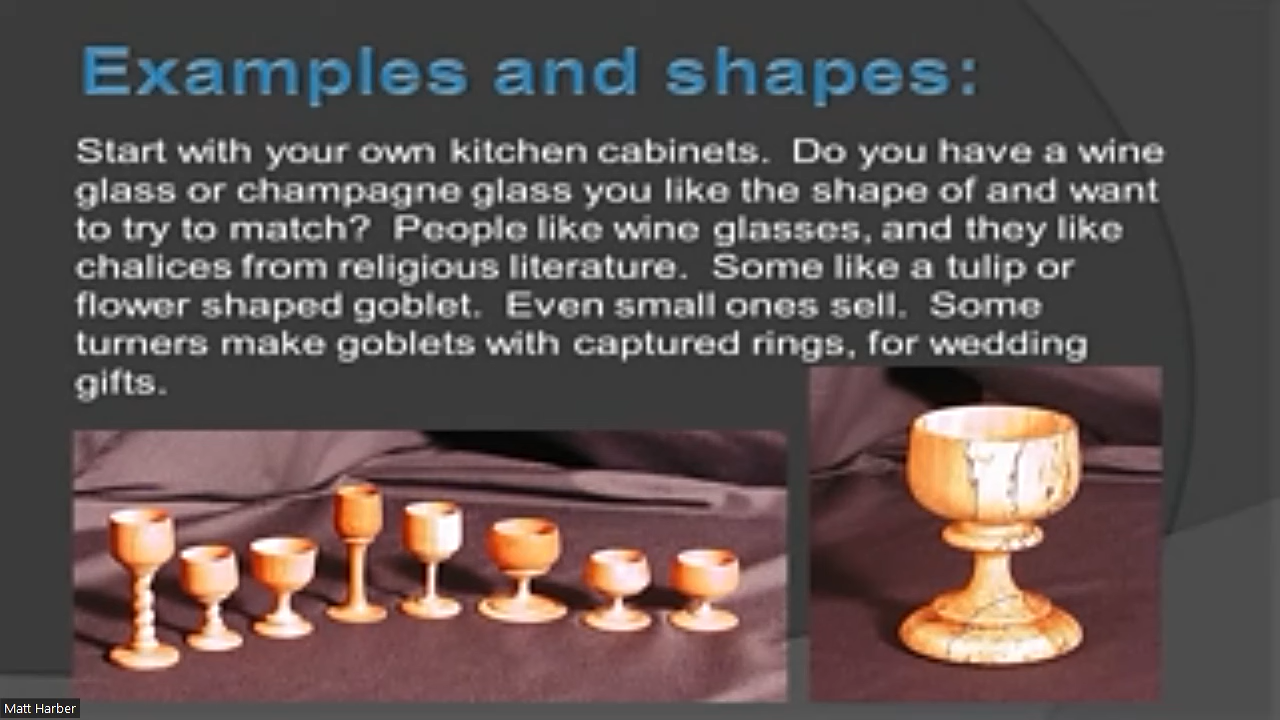 Examples and shapes:
Start with your own kitchen cabinets. Do you have a wine
glass or champagne glass you like the shape of and want
to try to match? People like wine glasses, and they like
chalices from religious literature. Some like a tulip or
flower shaped goblet. Even small ones sell. Some
turners make goblets with captured rings, for wedding
gifts.
Matt Harber